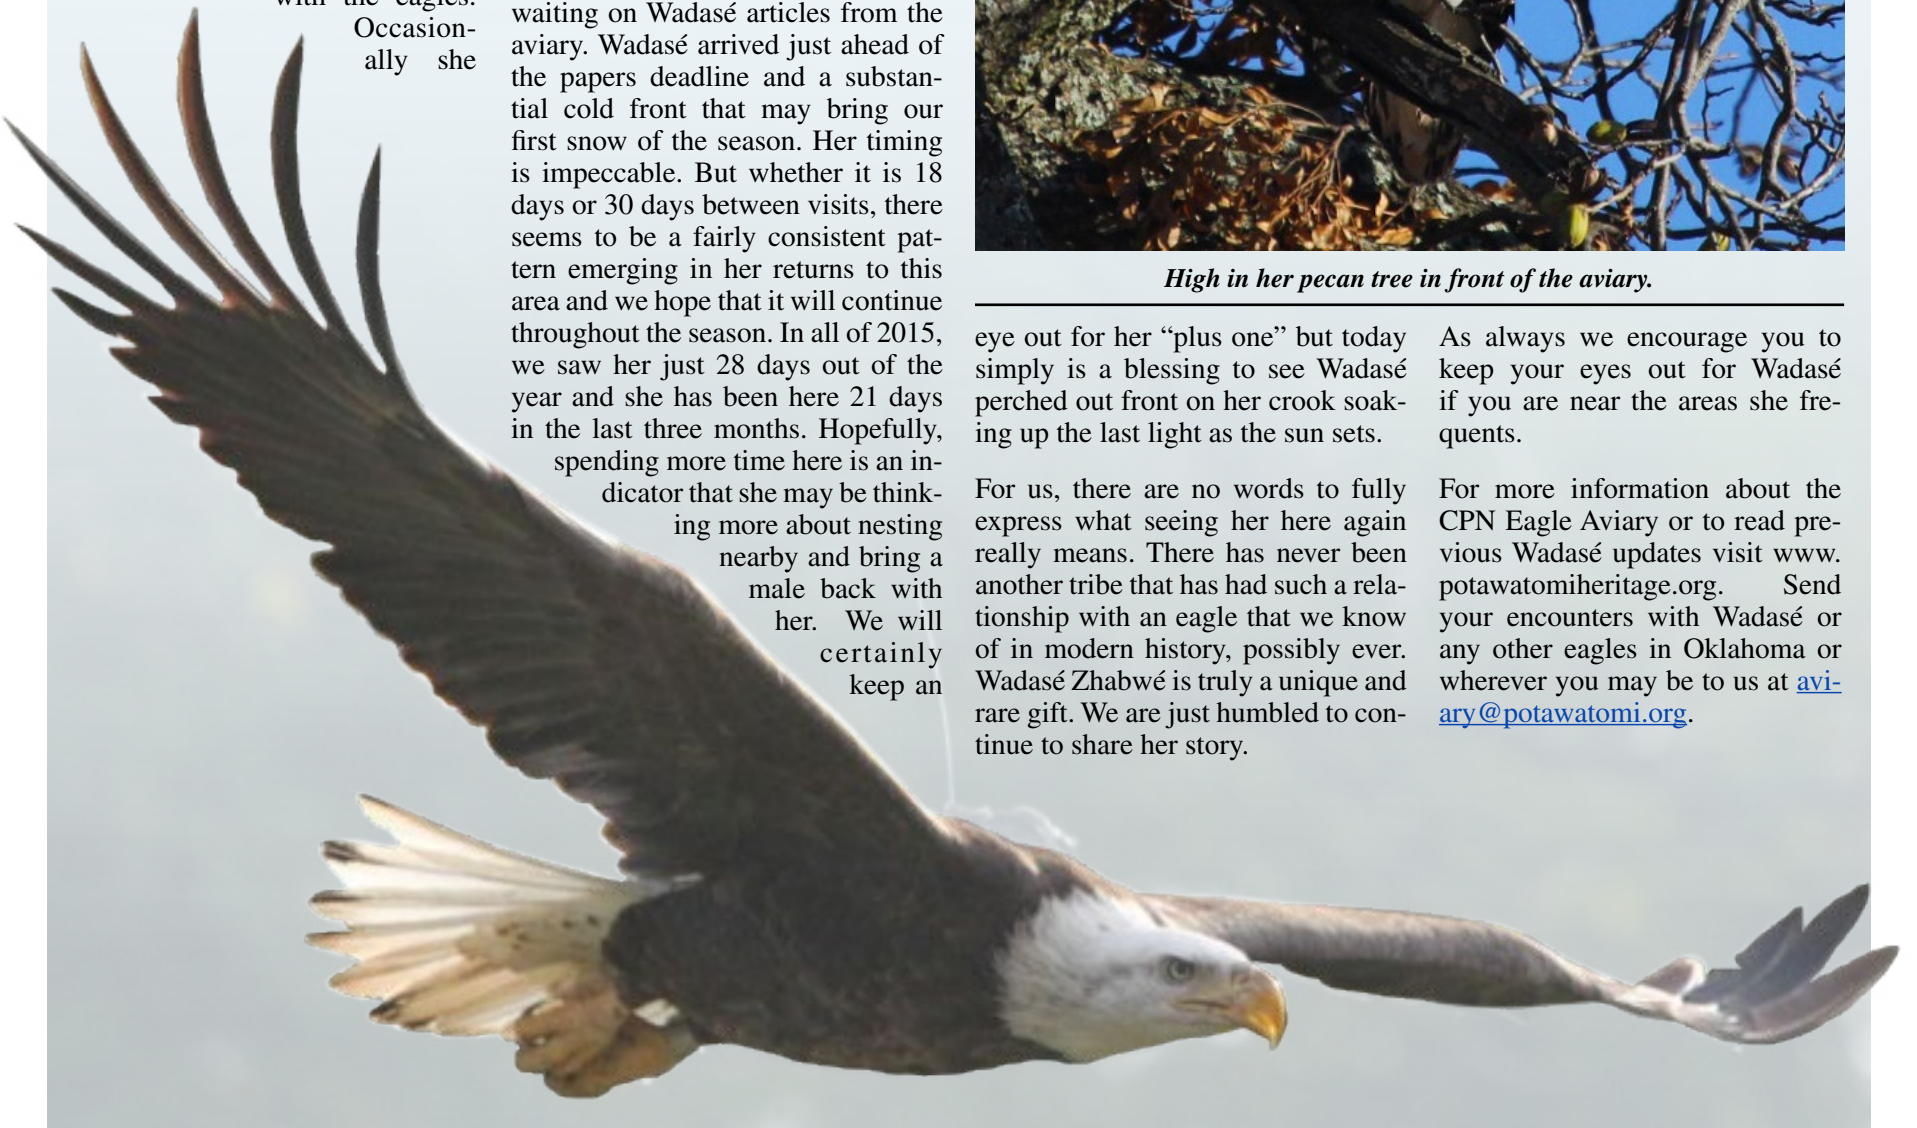 with the eagles.
Occasion-
ally she
waiting on Wadasé articles from the
aviary. Wadasé arrived just ahead of
the papers deadline and a substan-
tial cold front that may bring our
first snow of the season. Her timing
is impeccable. But whether it is 18
days or 30 days between visits, there
seems to be a fairly consistent pat-
tern emerging in her returns to this
area and we hope that it will continue
throughout the season. In all of 2015,
we saw her just 28 days out of the
year and she has been here 21 days
in the last three months. Hopefully,
spending more time here is an in-
dicator that she may be think-
ing more about nesting
nearby and bring a
male back with
her. We will
certainly
keep an
High in her pecan tree in front of the aviary.
eye out for her “plus one” but today
simply is a blessing to see Wadasé
perched out front on her crook soak-
ing up the last light as the sun sets.
For us, there are no words to fully
express what seeing her here again
really means. There has never been
another tribe that has had such a rela-
tionship with an eagle that we know
of in modern history, possibly ever.
Wadasé Zhabwé is truly a unique and
rare gift. We are just humbled to con-
tinue to share her story.
As always we encourage you to
keep your eyes out for Wadasé
if you are near the areas she fre-
quents.
For more information about the
CPN Eagle Aviary or to read pre-
vious Wadasé updates visit www.
potawatomiheritage.org. Send
your encounters with Wadasé or
any other eagles in Oklahoma or
wherever you may be to us at avi-
ary@potawatomi.org.